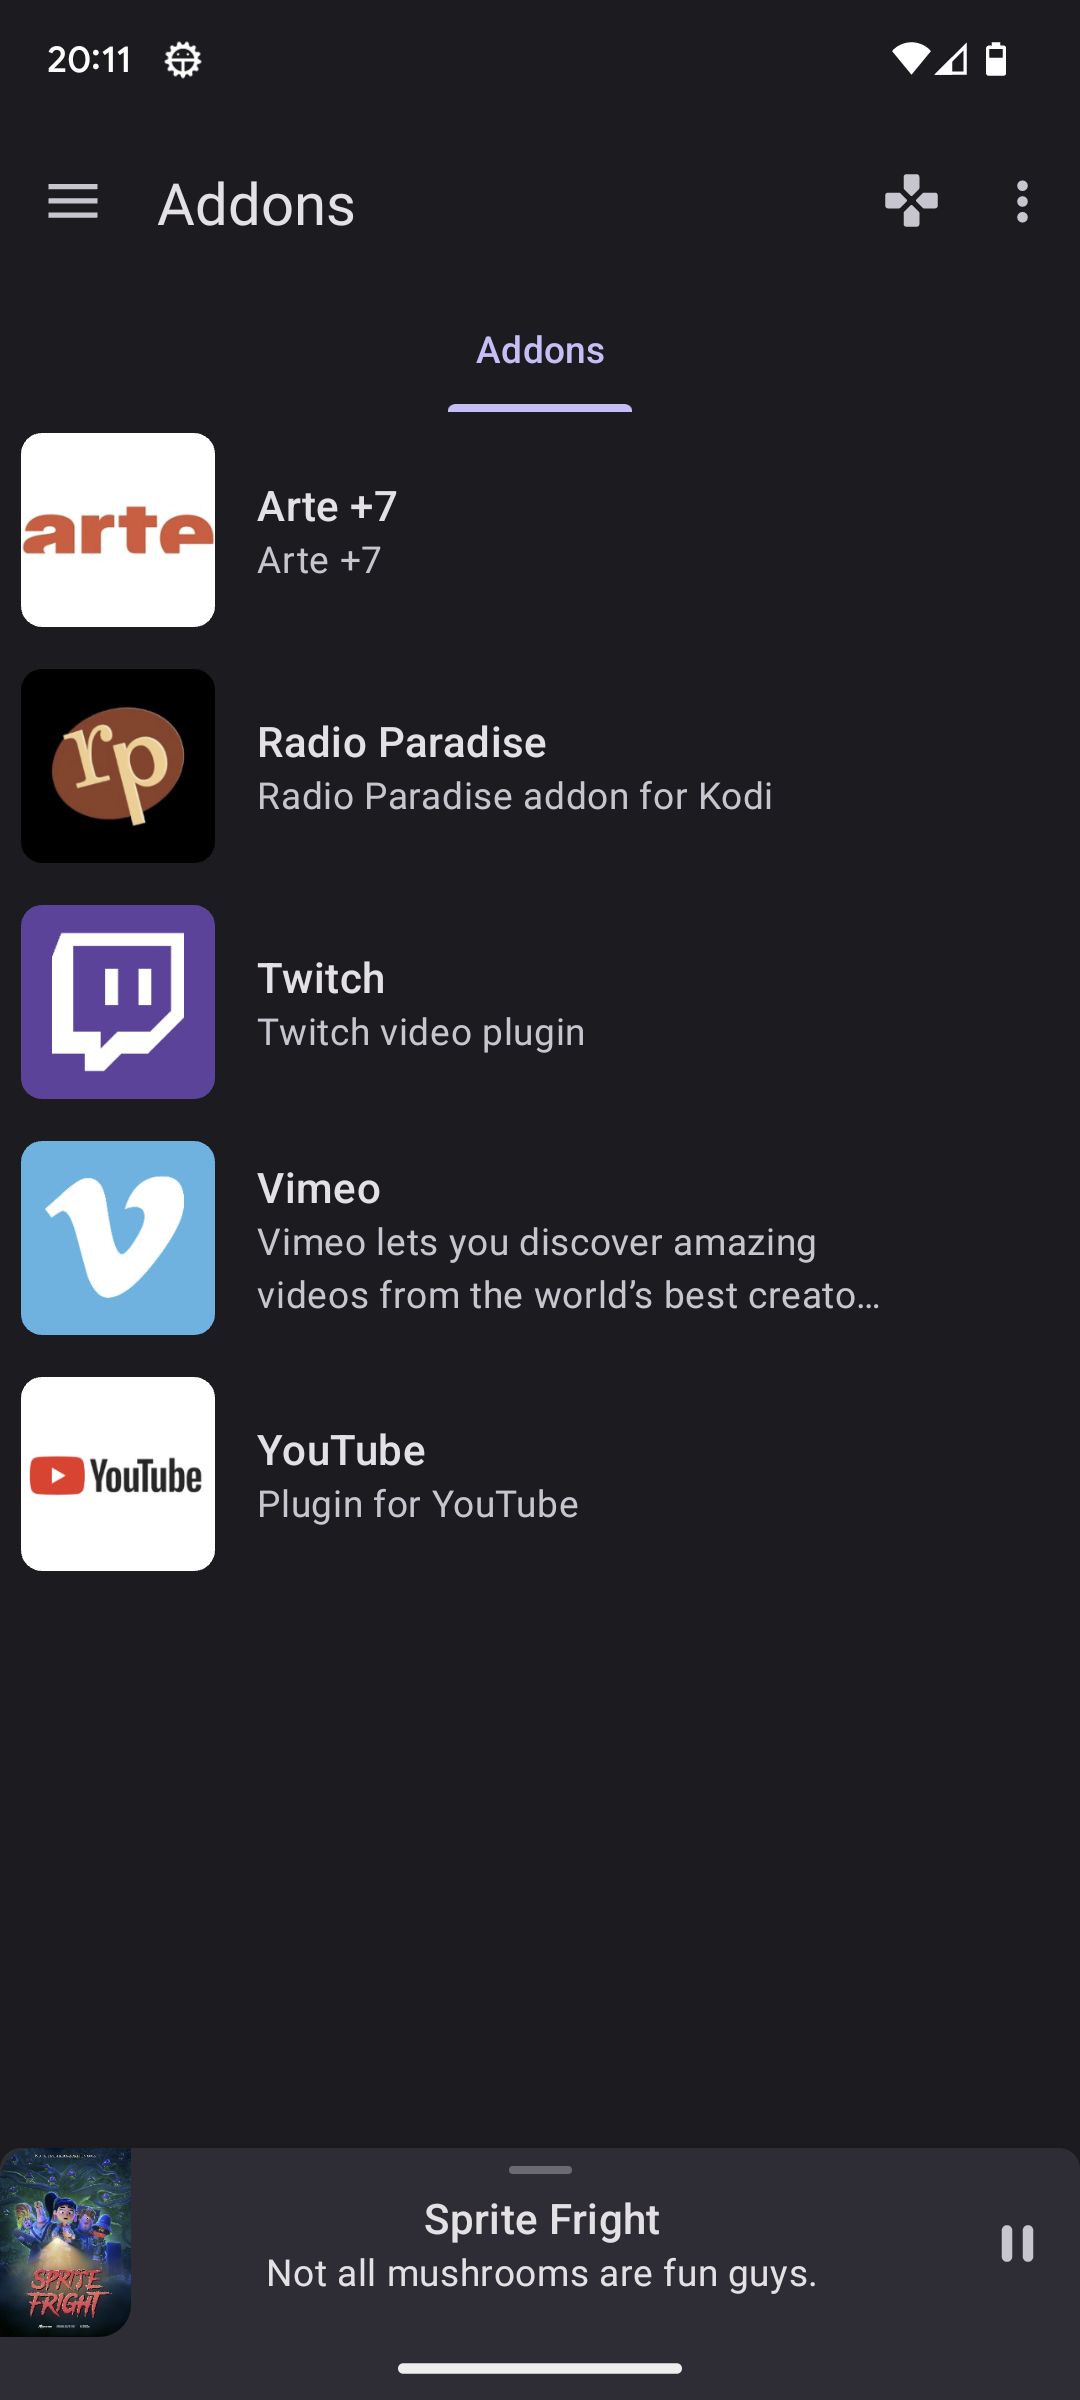 20:11
Addons
Addons
arte
Arte +7
Arte +7
rp
Radio Paradise
Radio Paradise addon for Kodi
Twitch
Twitch video plugin
Vimeo
Vimeo lets you discover amazing
videos from the world’s best creato…
YouTube
YouTube
Plugin for YouTube
SPRITE
FRIGHT
Sprite Fright
Not all mushrooms are fun guys.